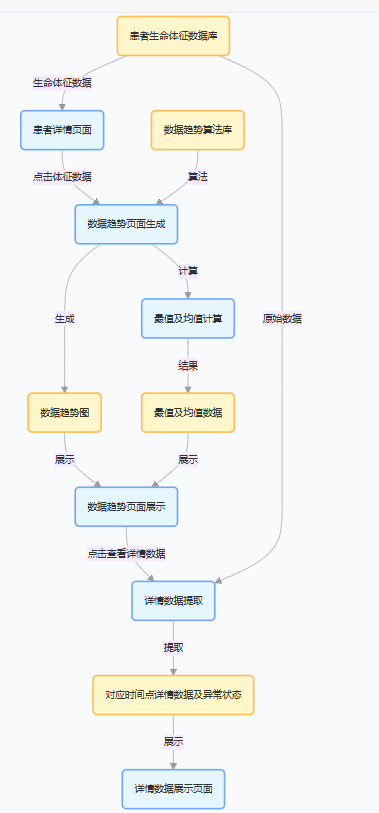 患者生命体征数据库
生命体征数据
患者详情页面
数据趋势算法库
点击体征数据
算法
数据趋势页面生成
计算
生成
最值及均值计算
原始数据
结果
数据趋势图
最值及均值数据
展示
展示
数据趋势页面展示
点击查看详情数据
详情数据提取
提取
对应时间点详情数据及异常状态
展示
详情数据展示页面